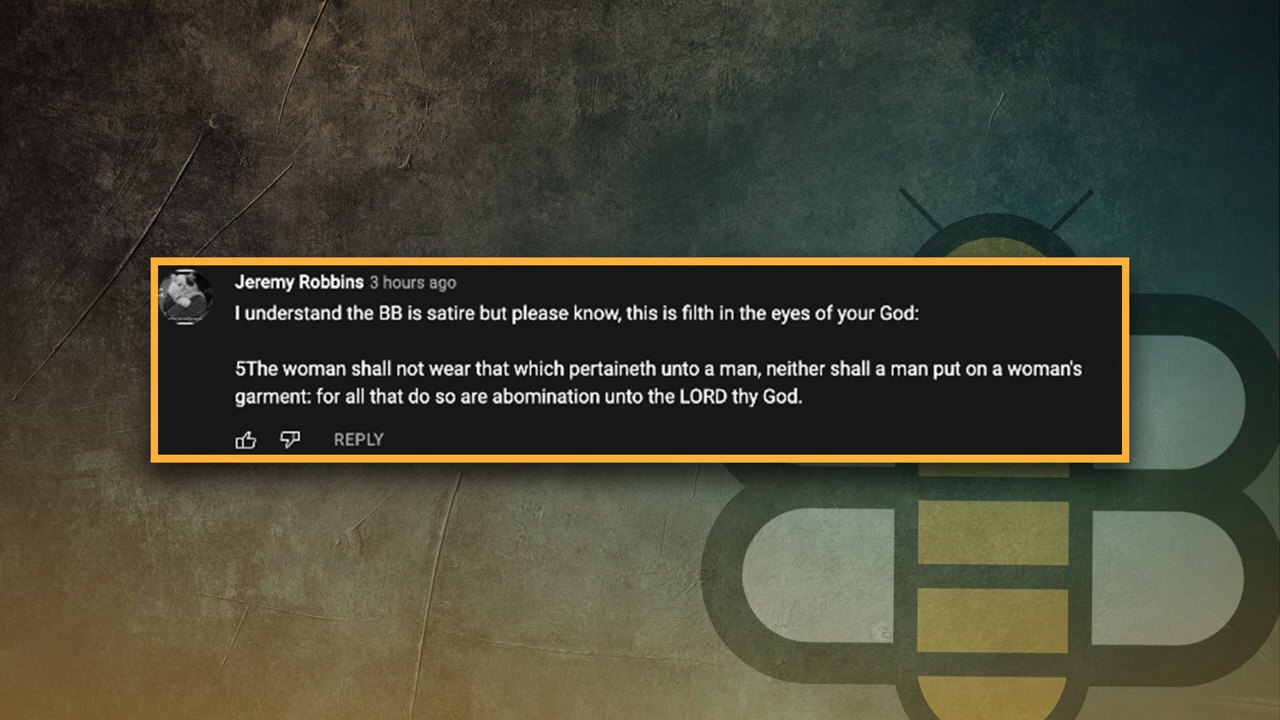 Jeremy Robbins 3 hours ago
I understand the BB is satire but please know, this is filth in the eyes of your God:
5The woman shall not wear that which pertaineth unto a man, neither shall a man put on a woman's
garment: for all that do so are abomination unto the LORD thy God.
REPLY